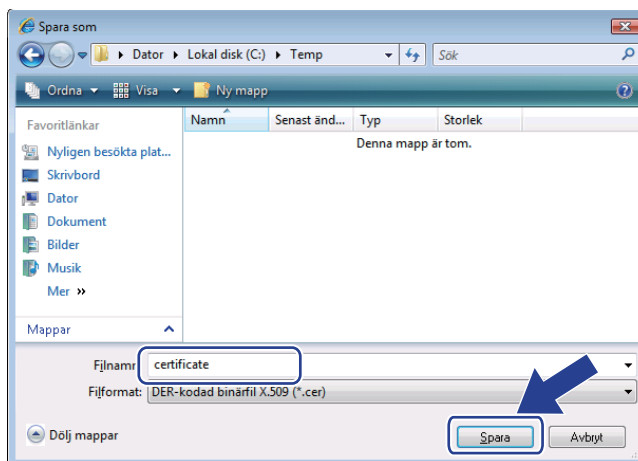 Spara som
Dator Lokal disk (C:) Temp Sök
Ordna Visa Ny mapp
Favoritlänkar
Namn Senast änd... Typ Storlek
Denna mapp är tom.
Nyligen besökta plat...
Skrivbord
Dator
Dokument
Bilder
Musik
Mer »
Mappar
Filnamn certificate
Filformat: DER-kodad binärfil X.509 (*.cer)
Dölj mappar Spara Avbryt